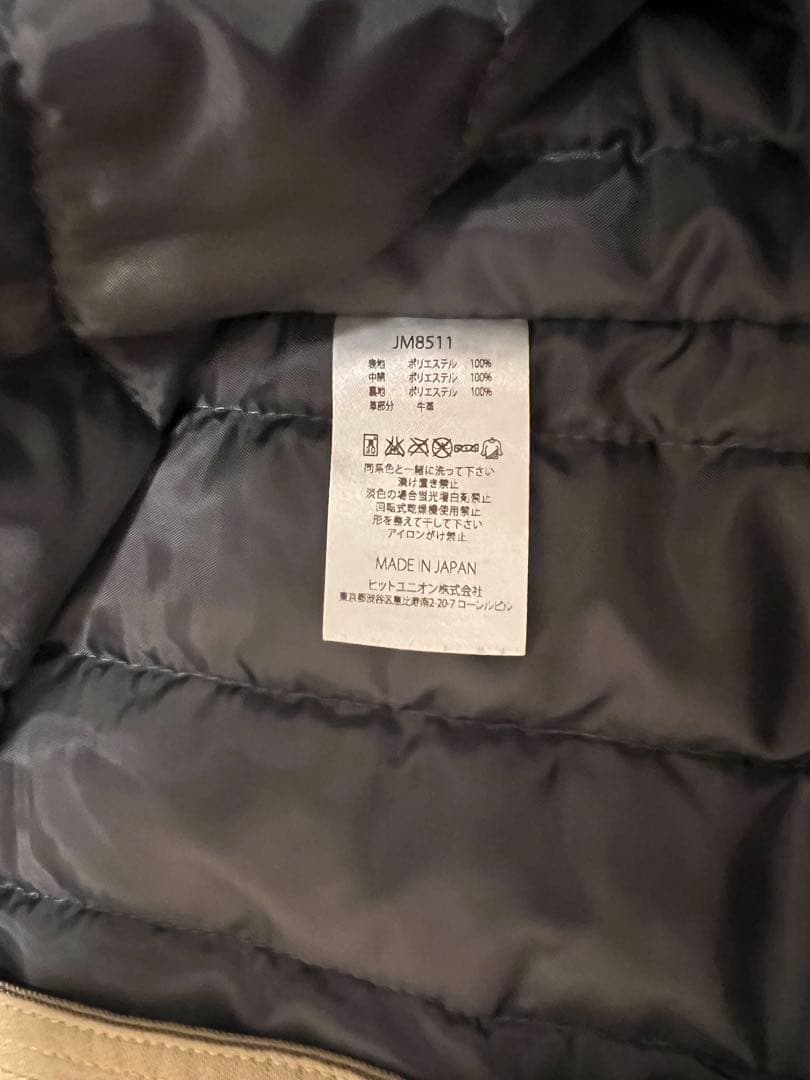 JM8511
表地 ポリエステル 100%
中綿 ポリエステル 100%
裏地 ポリエステル 100%
革部分 牛革
同系色と一緒に洗って下さい
漬け置き禁止
淡色の場合蛍光増白剤禁止
回転式乾燥機使用禁止
形を整えて干して下さい
アイロンがけ禁止
MADE IN JAPAN
ヒットユニオン株式会社
東京都渋谷区恵比寿南2-20-7 コールビル